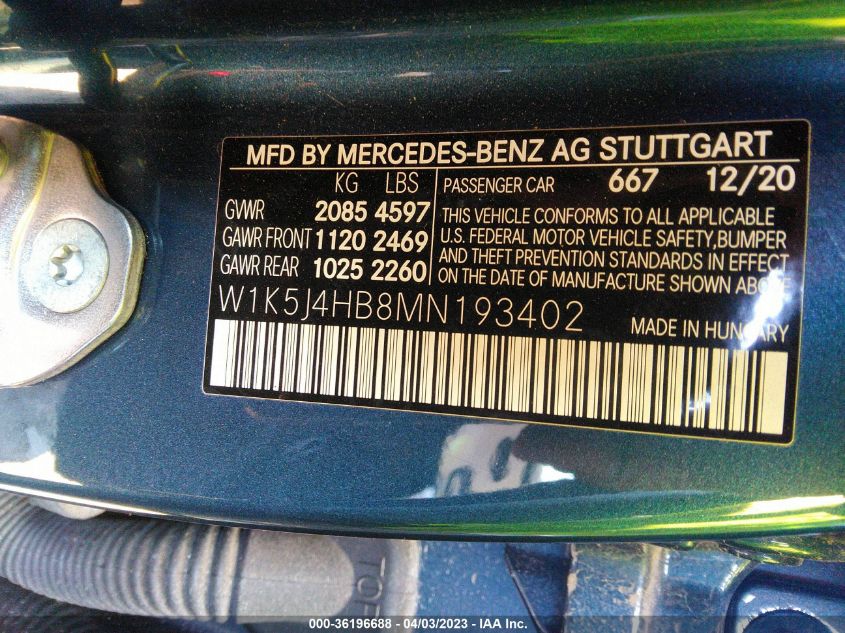 MFD BY MERCEDES-BENZ AG STUTTGART
KG LBS
GVWR 2085 4597
GAWR FRONT 1120 2469
GAWR REAR 1025 2260
PASSENGER CAR 667 12/20
THIS VEHICLE CONFORMS TO ALL APPLICABLE
U.S. FEDERAL MOTOR VEHICLE SAFETY,BUMPER
AND THEFT PREVENTION STANDARDS IN EFFECT
ON THE DATE OF MANUFACTURE SHOWN ABOVE
W1K5J4HB8MN193402
MADE IN HUNGARY
TOP
000-36196688 - 04/03/2023 - IAA Inc.